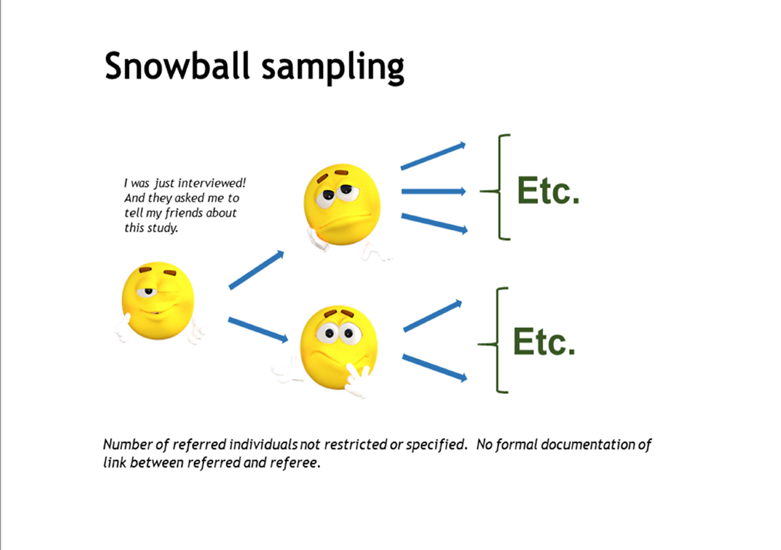 Snowball sampling
I was just interviewed!
And they asked me to
tell my friends about
this study.
Etc.
Etc.
Number of referred individuals not restricted or specified.  No formal documentation of
link between referred and referee.